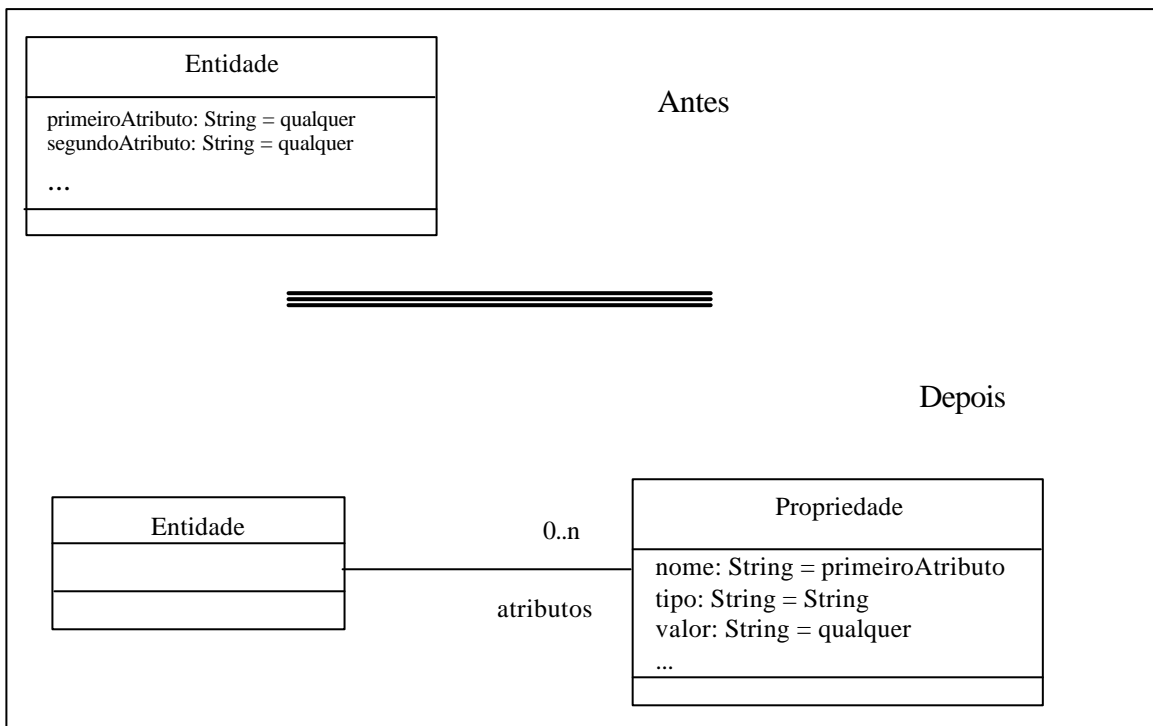 Entidade
primeiroAtributo: String = qualquer
segundoAtributo: String = qualquer
...
Antes
Depois
Entidade
0..n
atributos
Propriedade
nome: String = primeiroAtributo
tipo: String = String
valor: String = qualquer
...